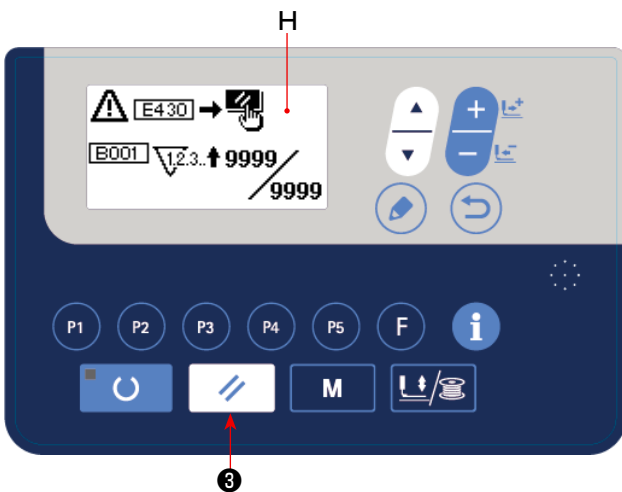 H
E430
B001 1.2.3.. 9999/
9999
+ +
− −
P1 P2 P3 P4 P5 F i
M /
3